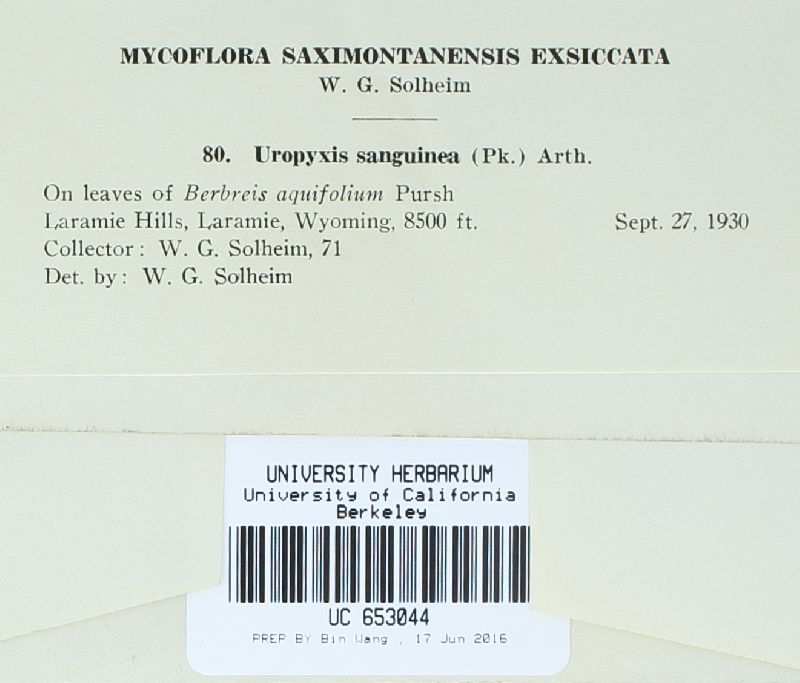 MYCOFLORA SAXIMONTANENSIS EXSICCATA
W. G. Solheim
80. Uropyxis sanguinea (Pk.) Arth.
On leaves of Berbreis aquifolium Pursh
Laramie Hills, Laramie, Wyoming, 8500 ft. Sept. 27, 1930
Collector: W. G. Solheim, 71
Det. by: W. G. Solheim
UNIVERSITY HERBARIUM
University of California
Berkeley
UC 653044
PREP BY Bin Wang , 17 Jun 2016